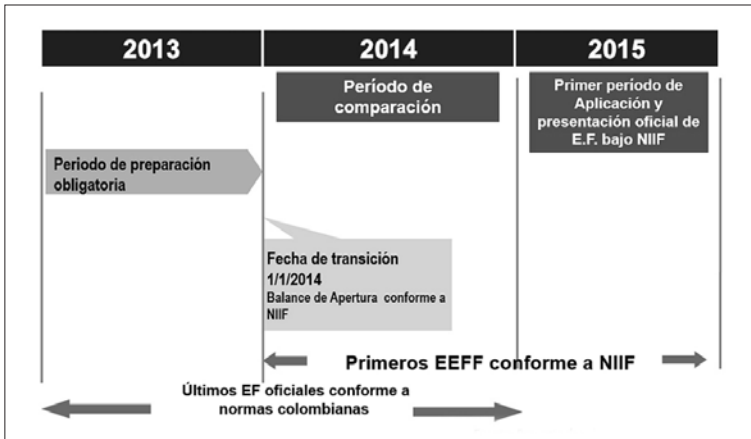 2013
2014
2015
Período de
comparación
Primer período de
Aplicación y
presentación oficial de
E.F. bajo NIIF
Periodo de preparación
obligatoria
Fecha de transición
1/1/2014
Balance de Apertura conforme a
NIIF
Primeros EEFF conforme a NIIF
Últimos EF oficiales conforme a
normas colombianas